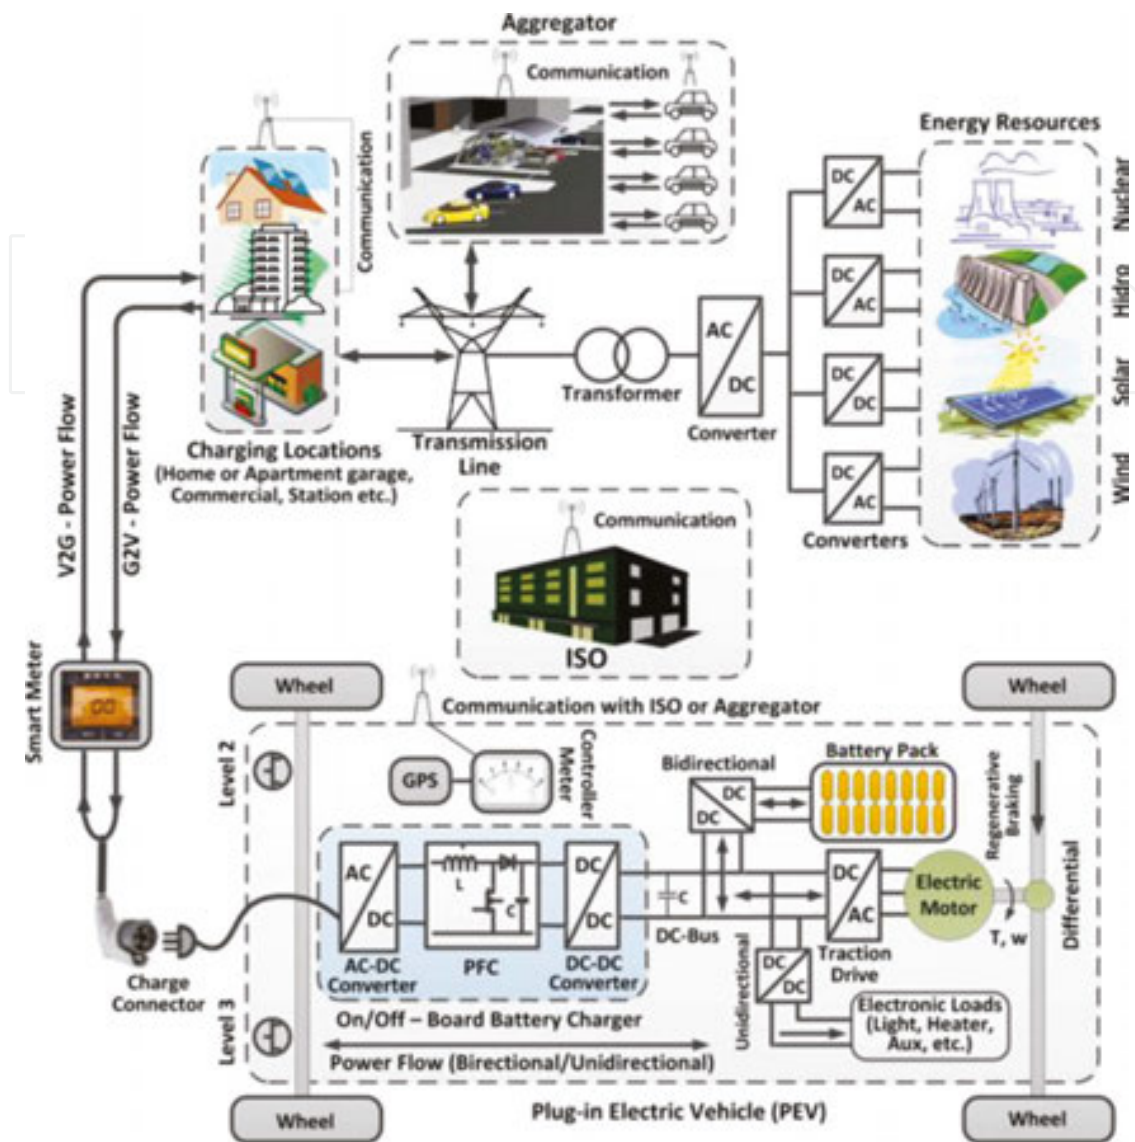 Aggregator
Communication
Communication
Energy Resources
Nuclear
Hidro
Solar
Wind
DC
AC
DC
AC
DC
DC
DC
AC
Converters
AC
DC
Converter
Transformer
Transmission
Line
Charging Locations
(Home or Apartment garage,
Commercial, Station etc.)
V2G - Power Flow
G2V - Power Flow
Communication
ISO
Smart Meter
Wheel
Wheel
Communication with ISO or Aggregator
Level 2
GPS
Controller
Meter
Bidirectional
DC
DC
Battery Pack
Regenerative
Braking
AC
DC
AC-DC
Converter
L
C
PFC
DC
DC
DC-DC
Converter
C
DC-Bus
DC
AC
Traction
Drive
Electric
Motor
T, w
Differential
Charge
Connector
Level 3
On/Off – Board Battery Charger
Power Flow (Birectional/Unidirectional)
Unidirectional
DC
DC
Electronic Loads
(Light, Heater,
Aux, etc.)
Wheel
Plug-in Electric Vehicle (PEV)
Wheel